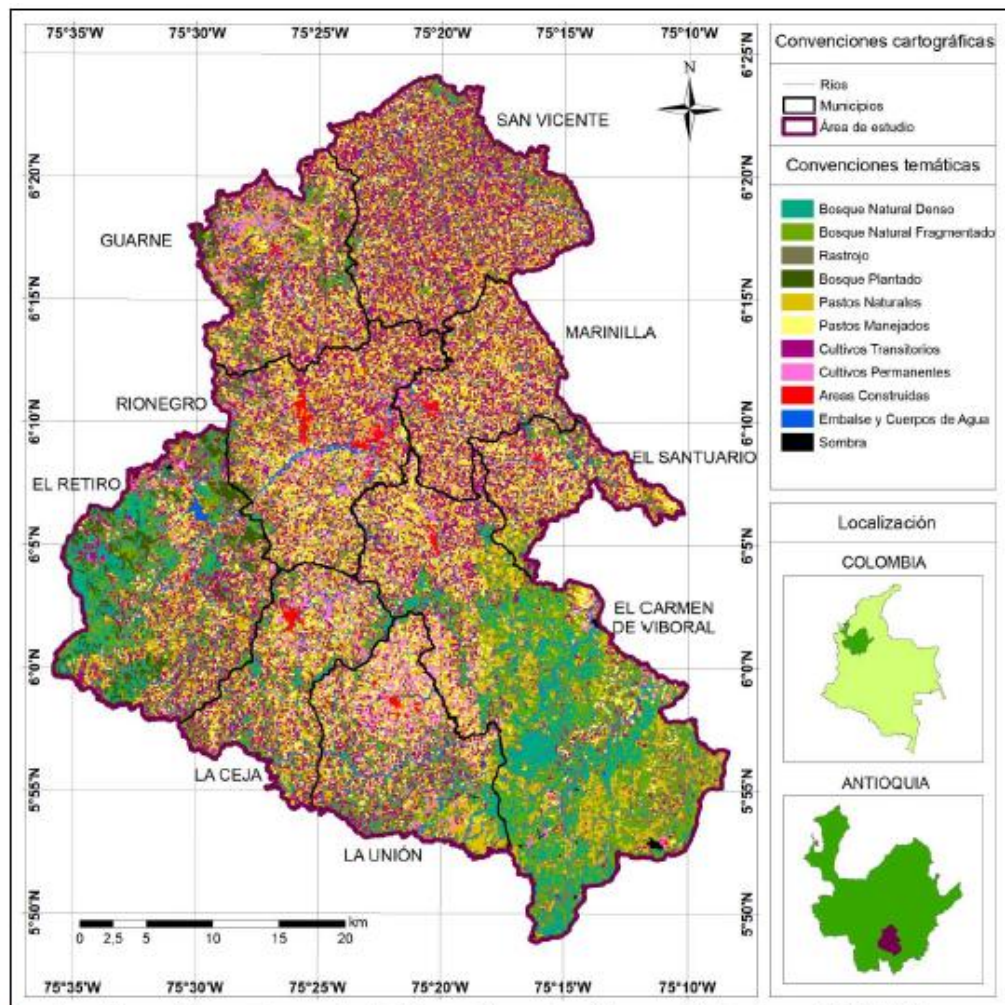 75°35'W 75°30'W 75°25'W 75°20'W 75°15'W 75°10'W
6°25'N
6°20'N 6°20'N
6°15'N 6°15'N
6°10'N 6°10'N
6°5'N 6°5'N
6°0'N 6°0'N
5°55'N 5°55'N
5°50'N 5°50'N
N
SAN VICENTE
GUARNE
MARINILLA
RIONEGRO
EL SANTUARIO
EL RETIRO
EL CARMEN
DE VIBORAL
LA CEJA
LA UNIÓN
km
0 2,5 5 10 15 20
75°35'W 75°30'W 75°25'W 75°20'W 75°15'W 75°10'W
Convenciones cartográficas
Ríos
Municipios
Área de estudio
Convenciones temáticas
Bosque Natural Denso
Bosque Natural Fragmentado
Rastrojo
Bosque Plantado
Pastos Naturales
Pastos Manejados
Cultivos Transitorios
Cultivos Permanentes
Areas Construídas
Embalse y Cuerpos de Agua
Sombra
Localización
COLOMBIA
ANTIOQUIA